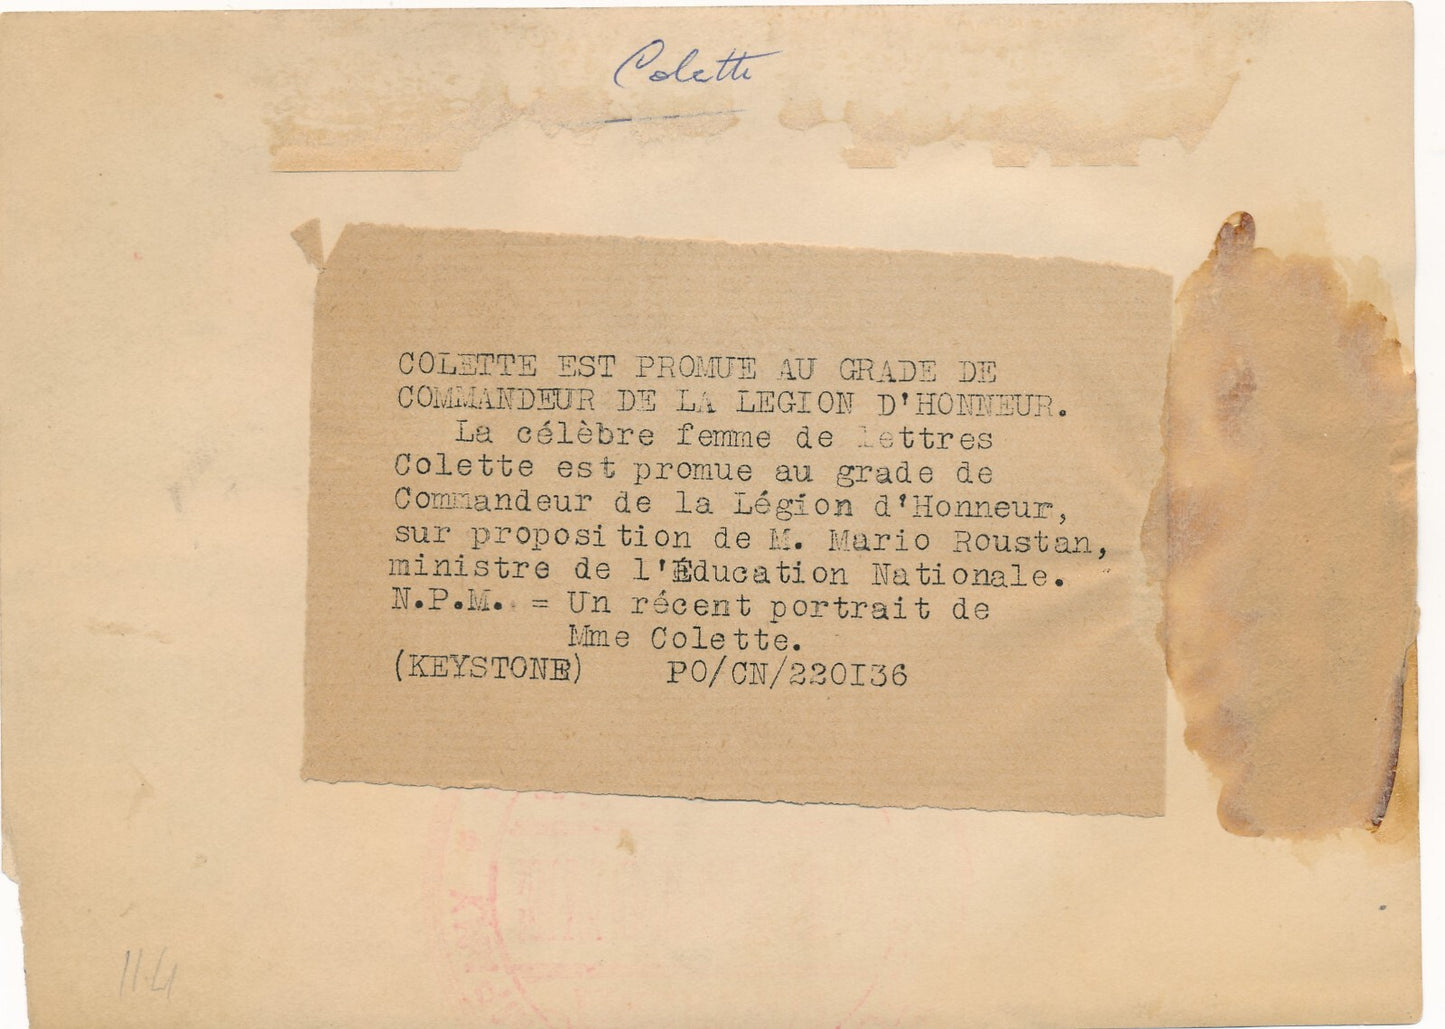 Colette
COLETTE EST PROMUE AU GRADE DE
COMMANDEUR DE LA LEGION D'HONNEUR.
La célèbre femme de lettres
Colette est promue au grade de
Commandeur de la Légion d'Honneur,
sur proposition de M. Mario Roustan,
ministre de l'Éducation Nationale.
N.P.M. = Un récent portrait de
Mme Colette.
(KEYSTONE) PO/CN/220I36